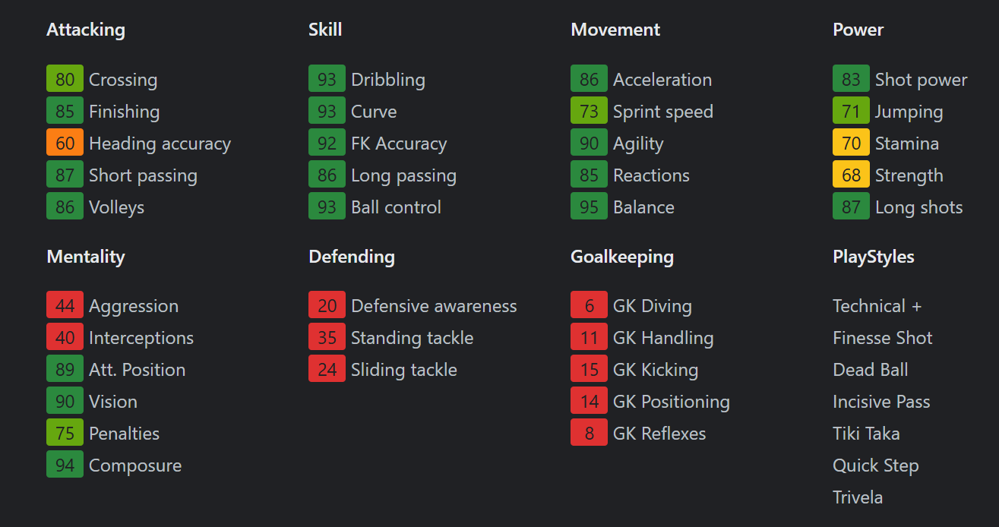 Attacking
80 Crossing
85 Finishing
60 Heading accuracy
87 Short passing
86 Volleys
Skill
93 Dribbling
93 Curve
92 FK Accuracy
86 Long passing
93 Ball control
Movement
86 Acceleration
73 Sprint speed
90 Agility
85 Reactions
95 Balance
Power
83 Shot power
71 Jumping
70 Stamina
68 Strength
87 Long shots
Mentality
44 Aggression
40 Interceptions
89 Att. Position
90 Vision
75 Penalties
94 Composure
Defending
20 Defensive awareness
35 Standing tackle
24 Sliding tackle
Goalkeeping
6 GK Diving
11 GK Handling
15 GK Kicking
14 GK Positioning
8 GK Reflexes
PlayStyles
Technical +
Finesse Shot
Dead Ball
Incisive Pass
Tiki Taka
Quick Step
Trivela